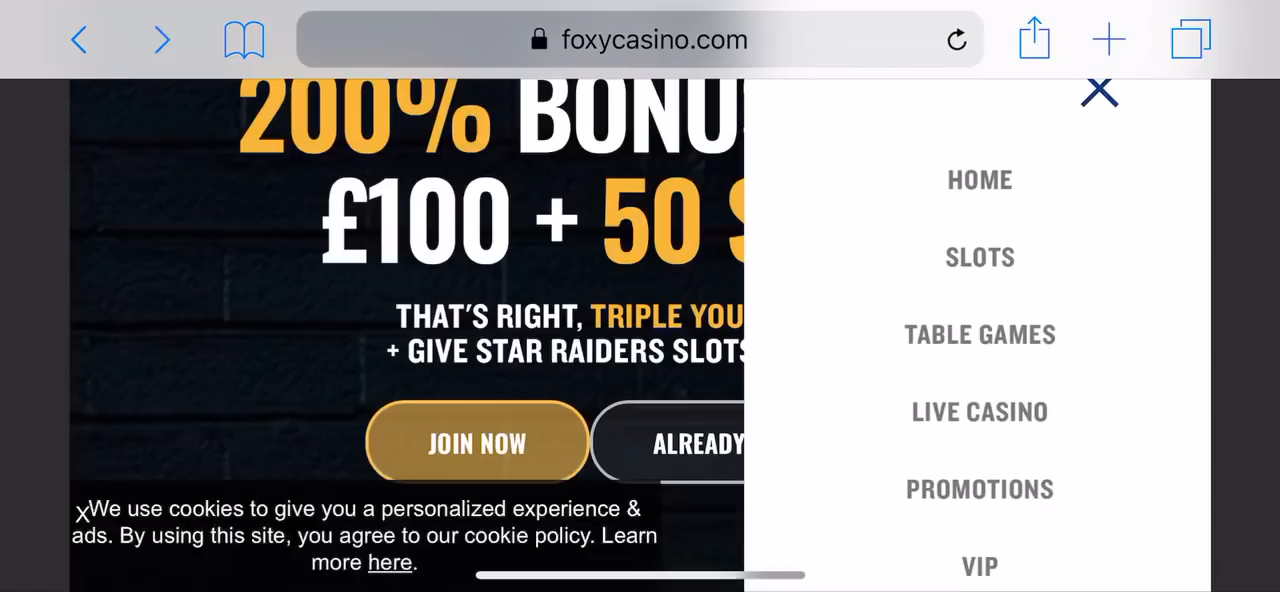 foxycasino.com
200% BONU
£100 + 50
THAT'S RIGHT, TRIPLE YOU
+ GIVE STAR RAIDERS SLOTS
JOIN NOW
ALREADY
X
We use cookies to give you a personalized experience &
ads. By using this site, you agree to our cookie policy. Learn
more here.
HOME
SLOTS
TABLE GAMES
LIVE CASINO
PROMOTIONS
VIP